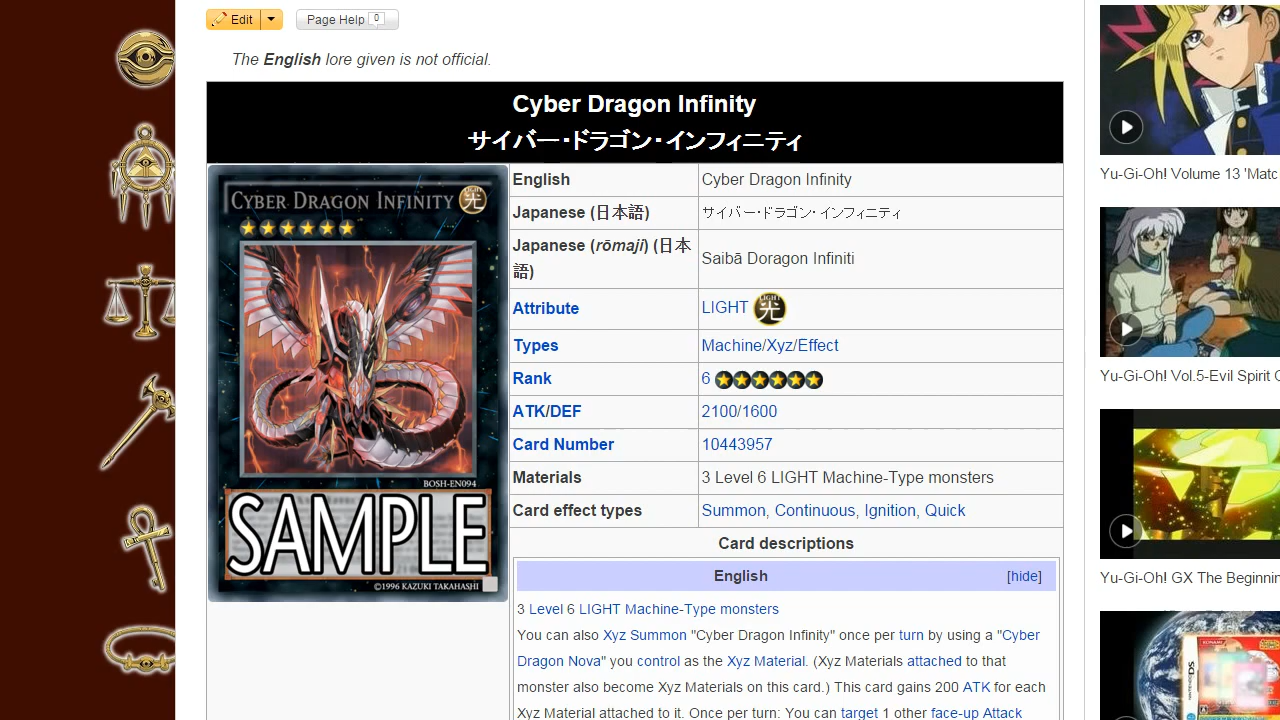 Edit
Page Help 0
The English lore given is not official.
Cyber Dragon Infinity
サイバー・ドラゴン・インフィニティ
CYBER DRAGON INFINITY
LIGHT
光
BOSH-EN094
SAMPLE
©1996 KAZUKI TAKAHASHI
English Cyber Dragon Infinity
Japanese (日本語) サイバー・ドラゴン・インフィニティ
Japanese (rōmaji) (日本
語) Saibā Doragon Infiniti
Attribute LIGHT LIGHT 光
Types Machine/Xyz/Effect
Rank 6
ATK/DEF 2100/1600
Card Number 10443957
Materials 3 Level 6 LIGHT Machine-Type monsters
Card effect types Summon, Continuous, Ignition, Quick
Card descriptions
English [hide]
3 Level 6 LIGHT Machine-Type monsters
You can also Xyz Summon "Cyber Dragon Infinity" once per turn by using a "Cyber
Dragon Nova" you control as the Xyz Material. (Xyz Materials attached to that
monster also become Xyz Materials on this card.) This card gains 200 ATK for each
Xyz Material attached to it. Once per turn: You can target 1 other face-up Attack
Yu-Gi-Oh! Volume 13 'Matc
Yu-Gi-Oh! Vol.5-Evil Spirit
Yu-Gi-Oh! GX The Beginnin
KONAMI